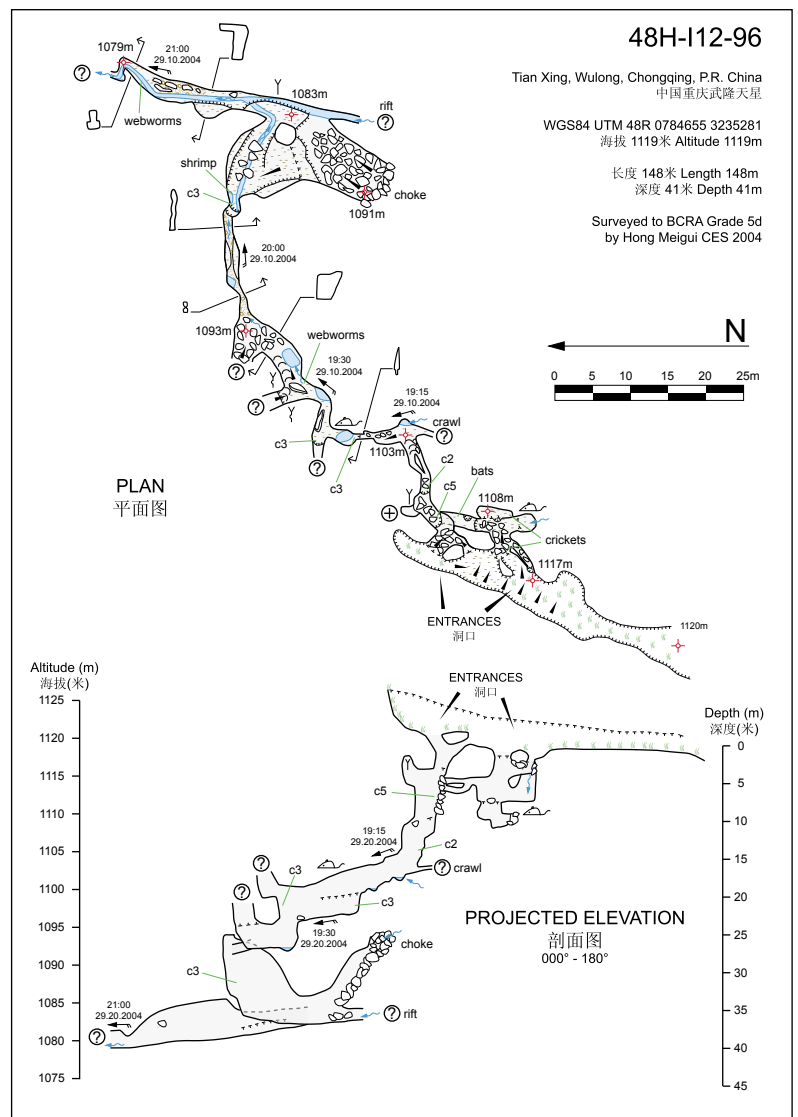 48H-I12-96
Tian Xing, Wulong, Chongqing, P.R. China
中国重庆武隆天星
WGS84 UTM 48R 0784655 3235281
海拔 1119米 Altitude 1119m
长度 148米 Length 148m
深度 41米 Depth 41m
Surveyed to BCRA Grade 5d
by Hong Meigui CES 2004
N
0 5 10 15 20 25m
1079m
21:00
29.10.2004
?
webworms
1083m
rift
?
shrimp
c3
choke
1091m
20:00
29.10.2004
8
1093m
?
webworms
19:30
29.10.2004
?
19:15
29.10.2004
crawl
?
c3
?
c3
1103m
c2
c5
bats
1108m
crickets
1117m
ENTRANCES
洞口
1120m
PLAN
平面图
Altitude (m)
海拔(米)
1125
1120
1115
1110
1105
1100
1095
1090
1085
1080
1075
ENTRANCES
洞口
Depth (m)
深度(米)
0
5
10
15
20
25
30
35
40
45
c5
19:15
29.20.2004
c2
?
c3
?
crawl
?
c3
19:30
29.20.2004
choke
c3
21:00
29.20.2004
?
?
rift
PROJECTED ELEVATION
剖面图
000° - 180°